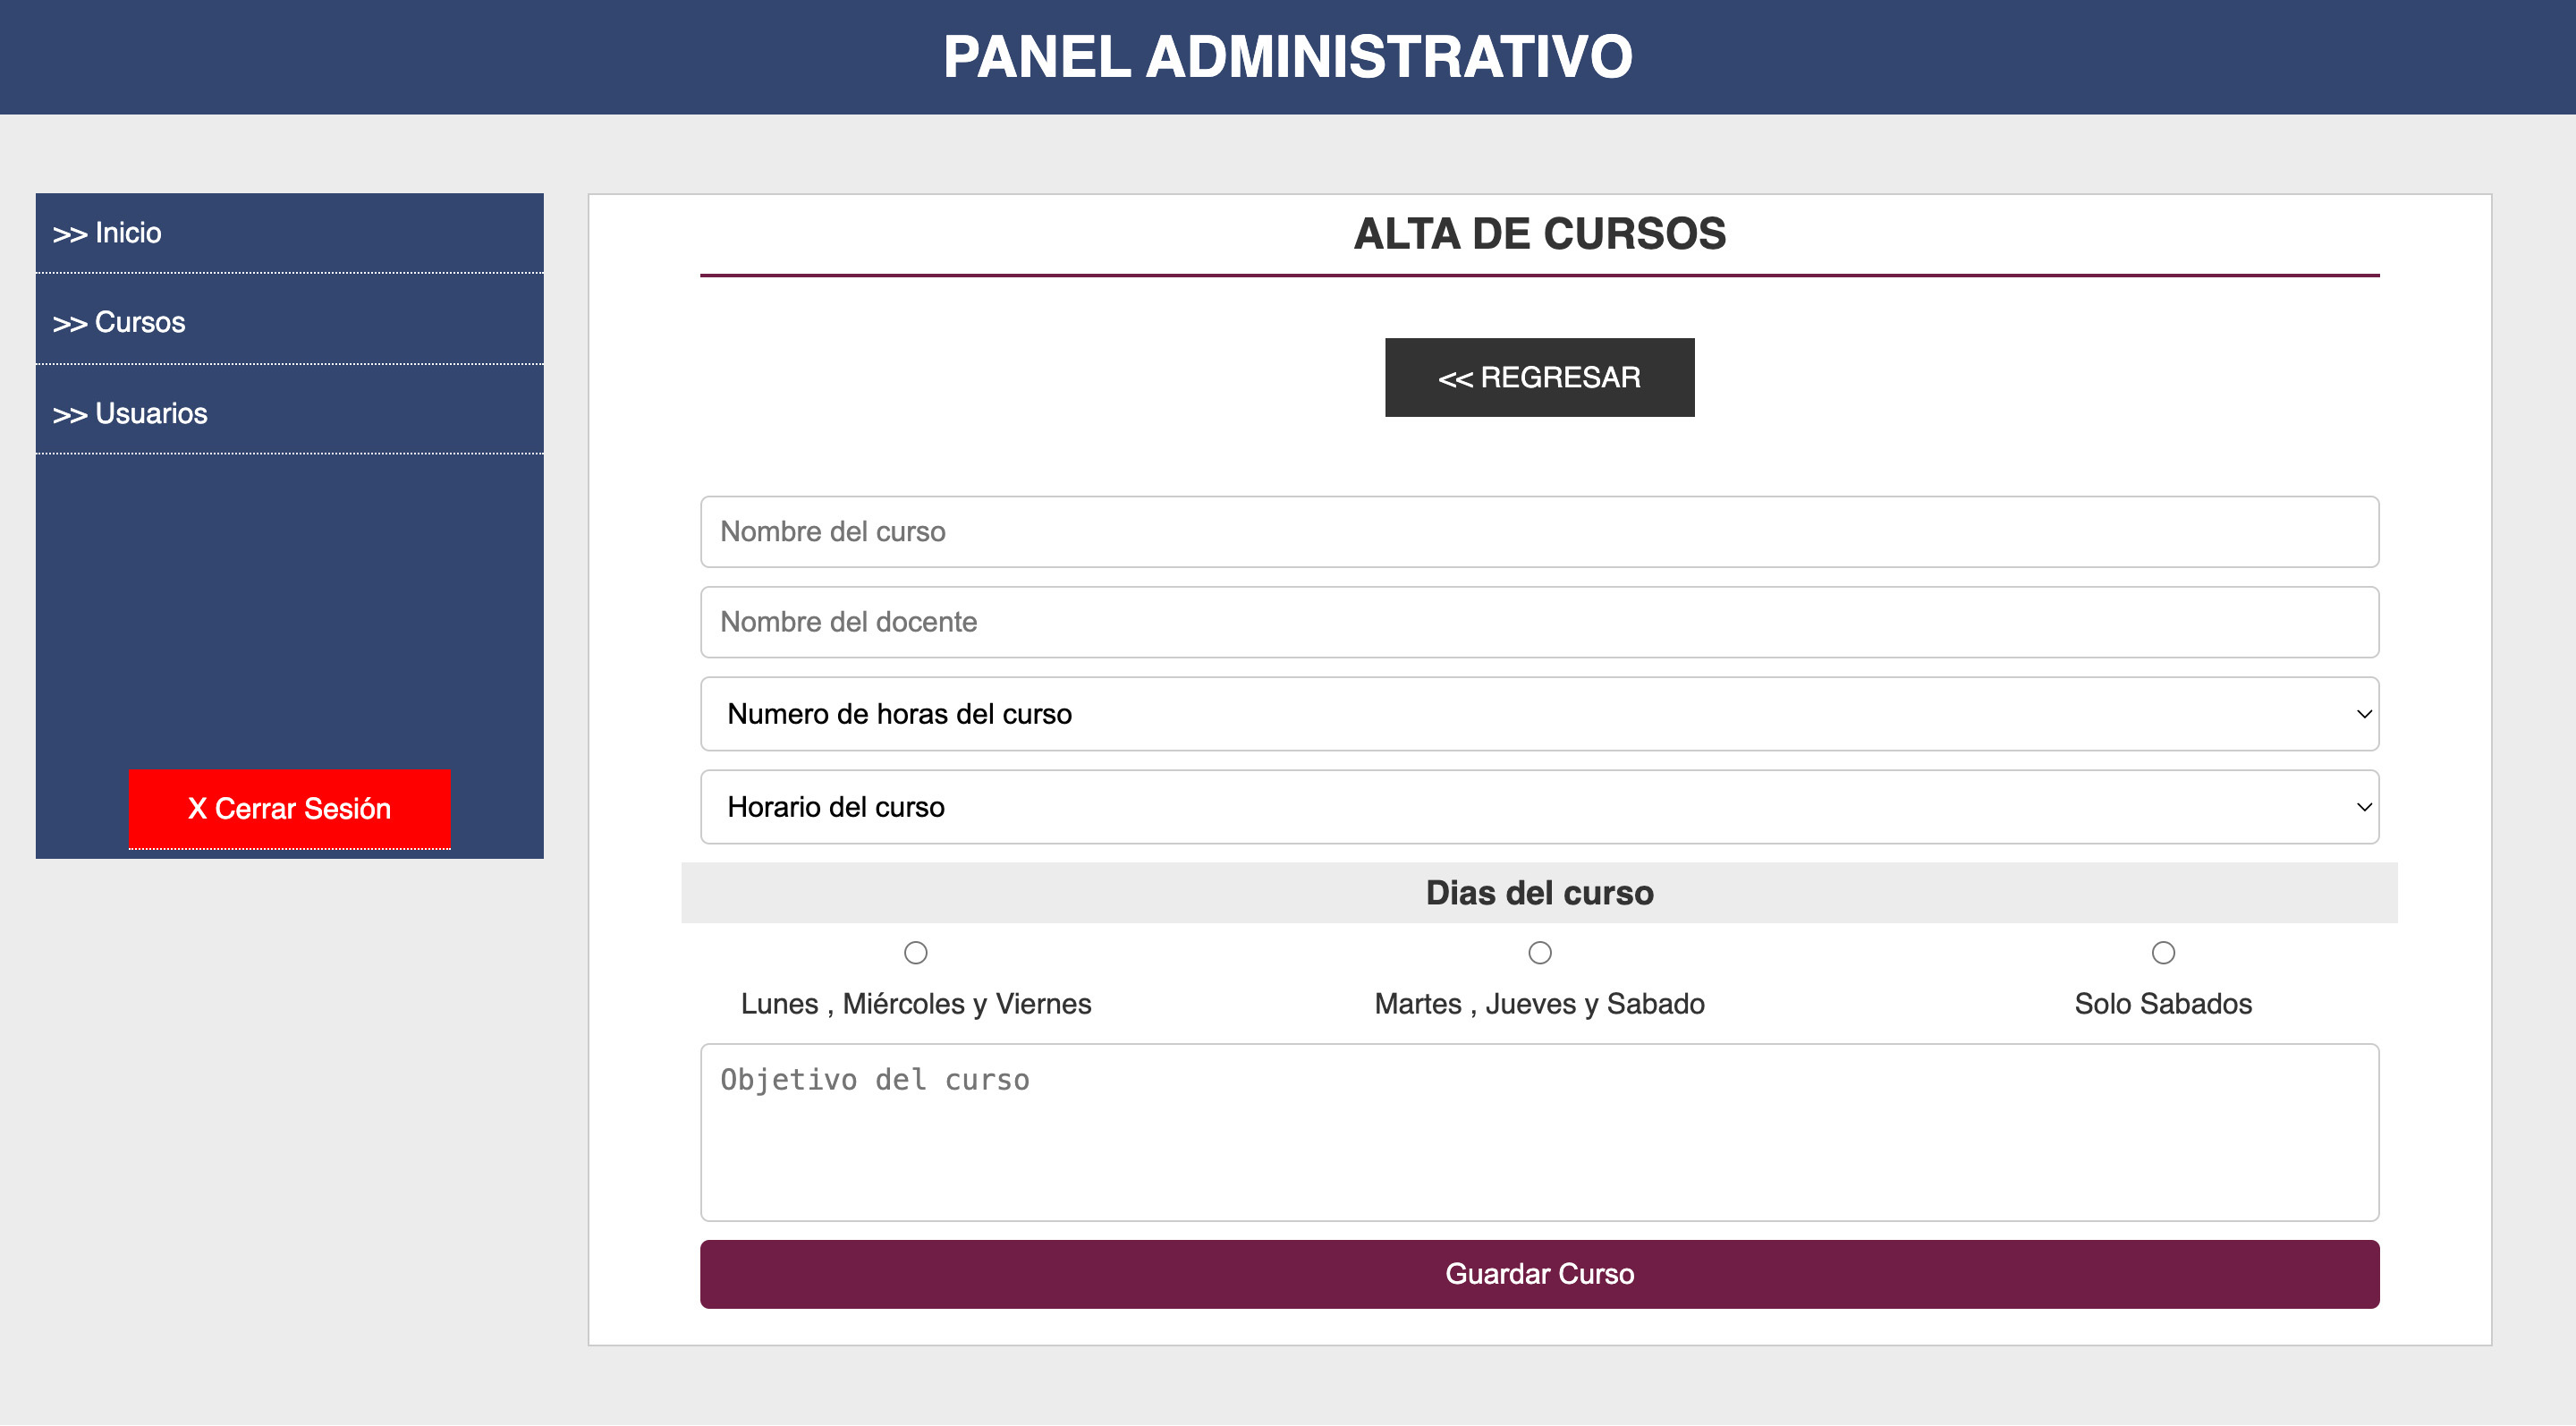 PANEL ADMINISTRATIVO
>> Inicio
>> Cursos
>> Usuarios
X Cerrar Sesión
ALTA DE CURSOS
<< REGRESAR
Nombre del curso
Nombre del docente
Numero de horas del curso
Horario del curso
Dias del curso
Lunes , Miércoles y Viernes
Martes , Jueves y Sabado
Solo Sabados
Objetivo del curso
Guardar Curso